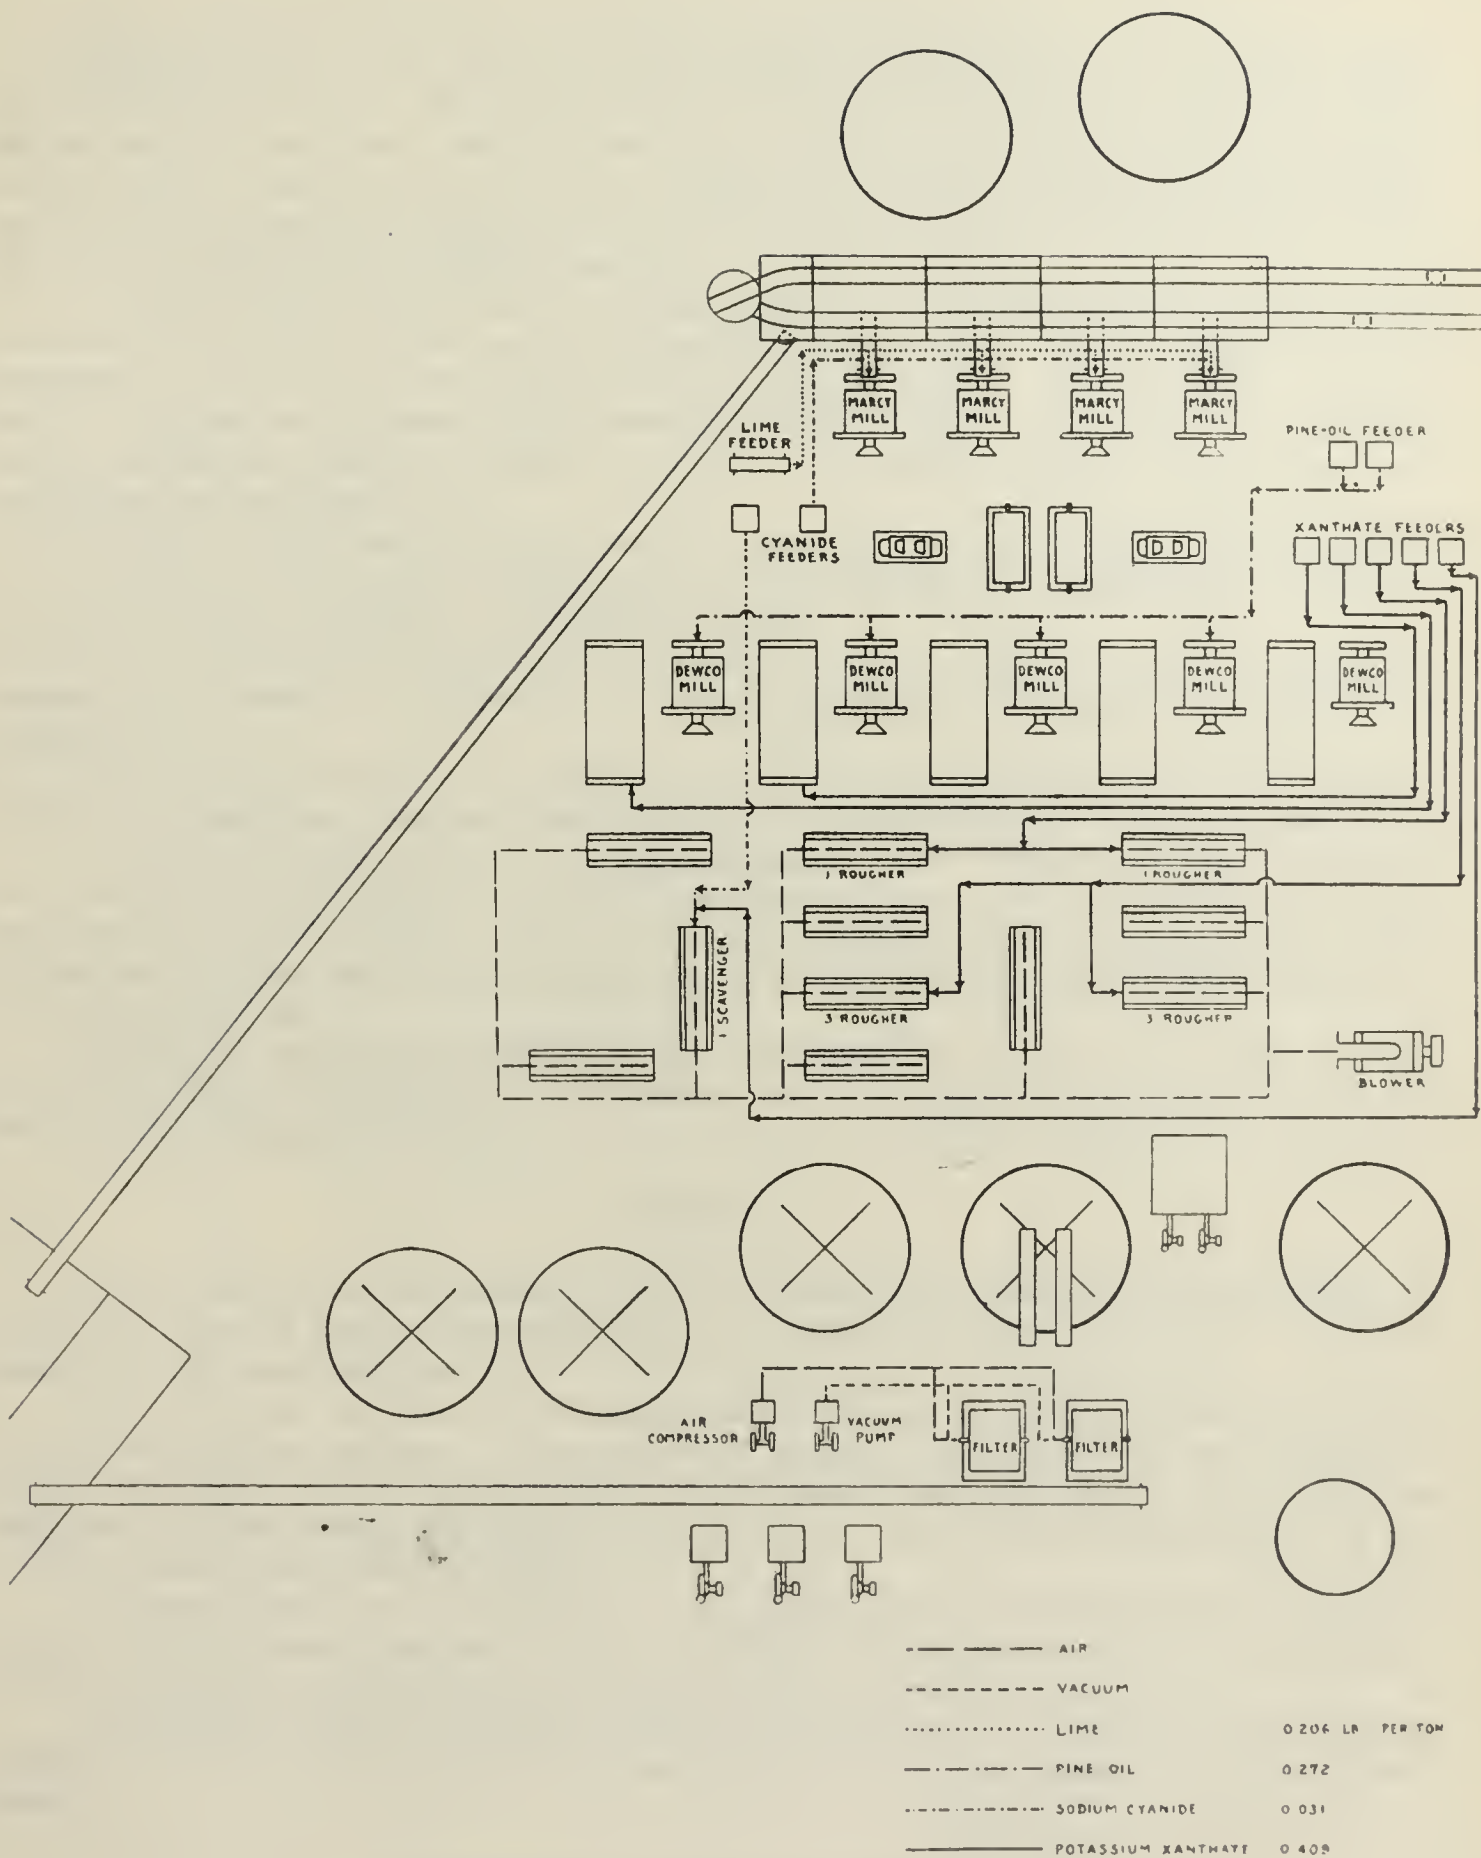 MARCY
MILL
MARCY
MILL
MARCY
MILL
MARCY
MILL
LIME
FEEDER
PINE-OIL FEEDER
XANTHATE FEEDERS
CYANIDE
FEEDERS
DEWCO
MILL
DEWCO
MILL
DEWCO
MILL
DEWCO
MILL
DEWCO
MILL
1 ROUGHER
1 ROUGHER
1 SCAVENGER
3 ROUGHER
3 ROUGHER
BLOWER
AIR
COMPRESSOR
VACUUM
PUMP
FILTER
FILTER
AIR
VACUUM
LIME 0.206 LB PER TON
PINE OIL 0.272
SODIUM CYANIDE 0.031
POTASSIUM XANTHATE 0.409